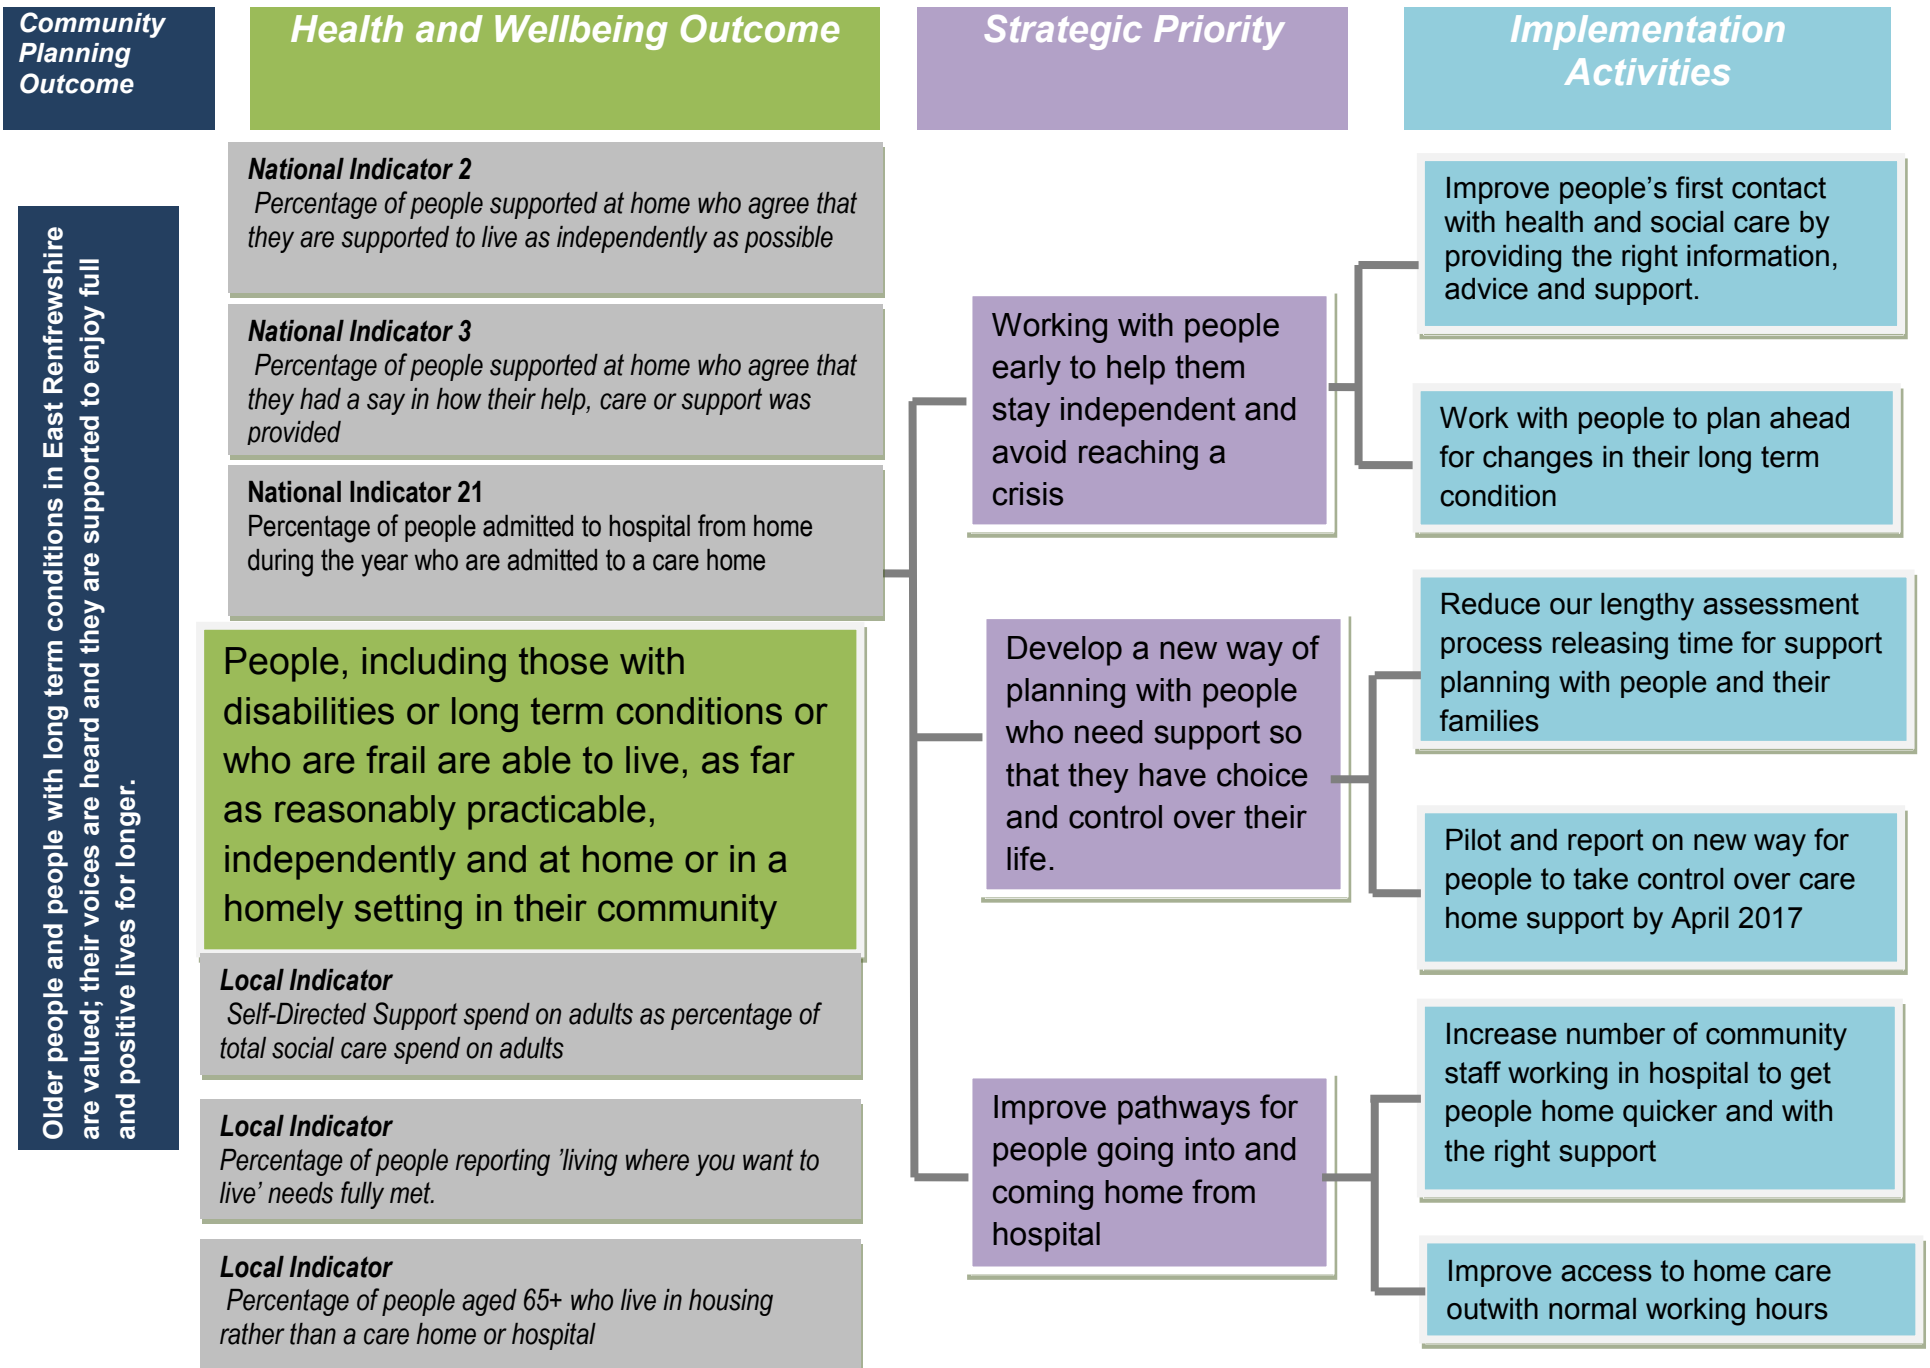 Community
Planning
Outcome
Health and Wellbeing Outcome
Strategic Priority
Implementation
Activities
Older people and people with long term conditions in East Renfrewshire
are valued; their voices are heard and they are supported to enjoy full
and positive lives for longer.
National Indicator 2
Percentage of people supported at home who agree that
they are supported to live as independently as possible
National Indicator 3
Percentage of people supported at home who agree that
they had a say in how their help, care or support was
provided
National Indicator 21
Percentage of people admitted to hospital from home
during the year who are admitted to a care home
People, including those with
disabilities or long term conditions or
who are frail are able to live, as far
as reasonably practicable,
independently and at home or in a
homely setting in their community
Local Indicator
Self-Directed Support spend on adults as percentage of
total social care spend on adults
Local Indicator
Percentage of people reporting 'living where you want to
live' needs fully met.
Local Indicator
Percentage of people aged 65+ who live in housing
rather than a care home or hospital
Working with people
early to help them
stay independent and
avoid reaching a
crisis
Develop a new way of
planning with people
who need support so
that they have choice
and control over their
life.
Improve pathways for
people going into and
coming home from
hospital
Improve people's first contact
with health and social care by
providing the right information,
advice and support.
Work with people to plan ahead
for changes in their long term
condition
Reduce our lengthy assessment
process releasing time for support
planning with people and their
families
Pilot and report on new way for
people to take control over care
home support by April 2017
Increase number of community
staff working in hospital to get
people home quicker and with
the right support
Improve access to home care
outwith normal working hours